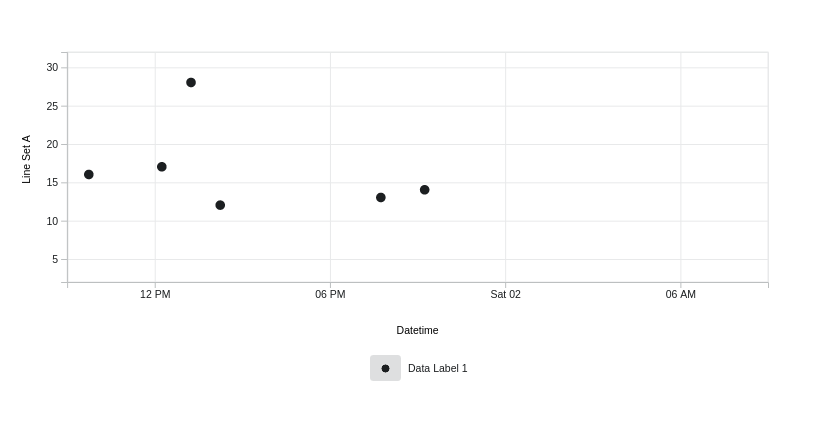 30
25
20
15
10
5
Line Set A
12 PM
06 PM
Sat 02
06 AM
Datetime
Data Label 1